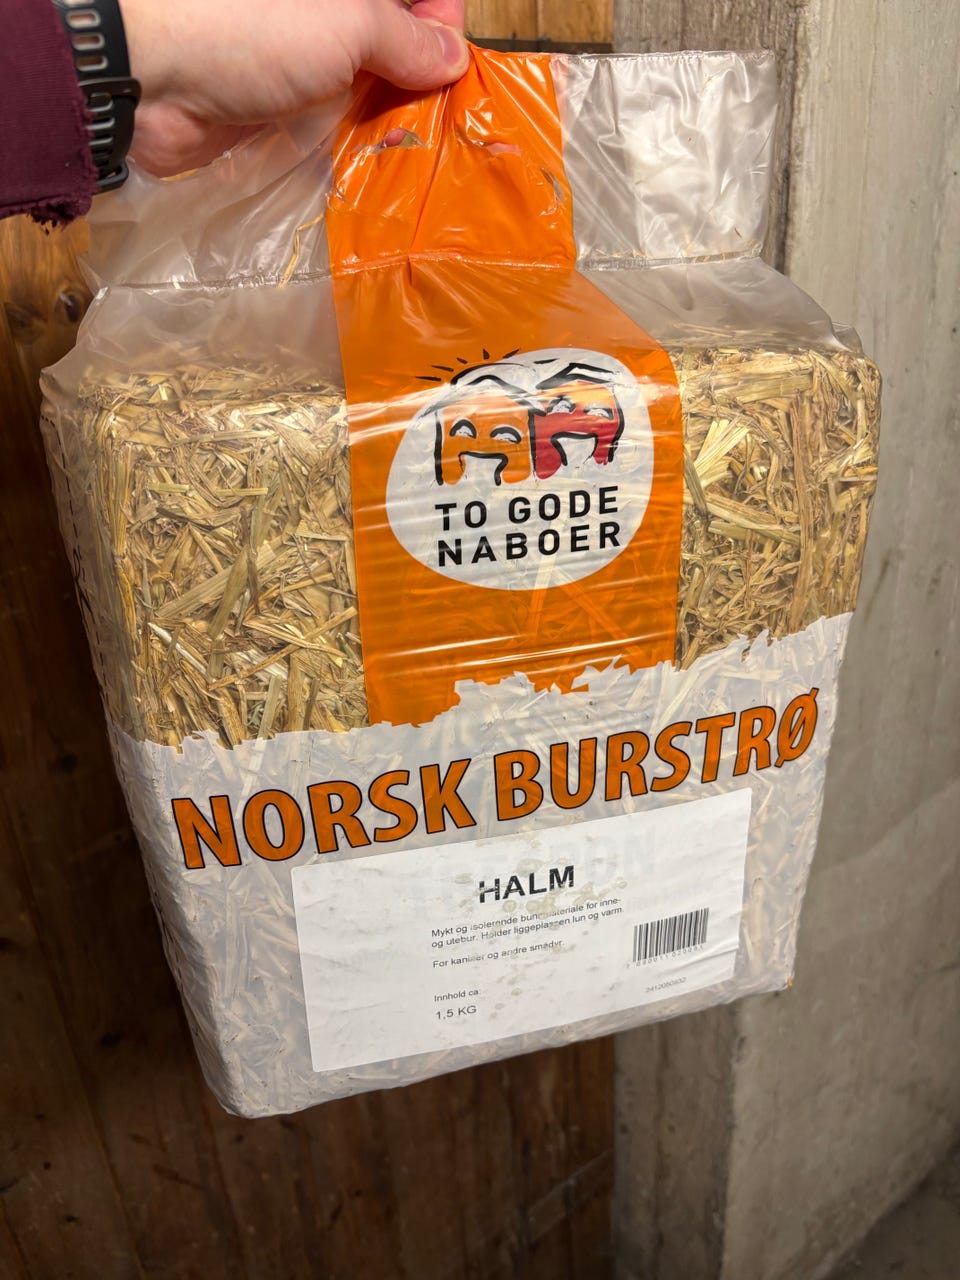 TO GODE
NABOER
NORSK BURSTRØ
HALM
Mykt og isolerende bunnmateriale for inne-
og utebur. Holder liggeplassen lun og varm.
For kaniner og andre smådyr.
Innhold ca:
1,5 KG